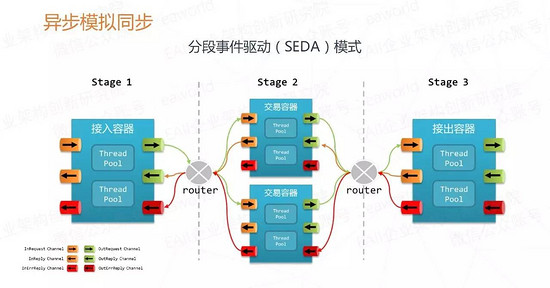 异步模拟同步
分段事件驱动（SEDA）模式
Stage 1
Stage 2
Stage 3
接入容器
Thread
Pool
Thread
Pool
router
交易容器
Thread
Pool
Thread
Pool
交易容器
Thread
Pool
Thread
Pool
router
接出容器
Thread
Pool
Thread
Pool
InRequest Channel
OutRequest Channel
InReply Channel
OutReply Channel
InErrReply Channel
OutErrReply Channel